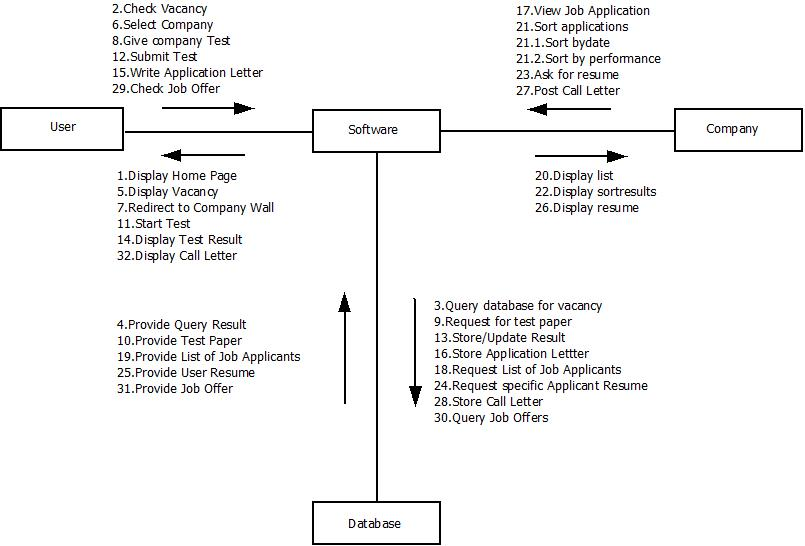 2.Check Vacancy
6.Select Company
8.Give company Test
12.Submit Test
15.Write Application Letter
29.Check Job Offer
17.View Job Application
21.Sort applications
21.1.Sort bydate
21.2.Sort by performance
23.Ask for resume
27.Post Call Letter
User
Software
Company
1.Display Home Page
5.Display Vacancy
7.Redirect to Company Wall
11.Start Test
14.Display Test Result
32.Display Call Letter
20.Display list
22.Display sortresults
26.Display resume
4.Provide Query Result
10.Provide Test Paper
19.Provide List of Job Applicants
25.Provide User Resume
31.Provide Job Offer
3.Query database for vacancy
9.Request for test paper
13.Store/Update Result
16.Store Application Lettter
18.Request List of Job Applicants
24.Request specific Applicant Resume
28.Store Call Letter
30.Query Job Offers
Database